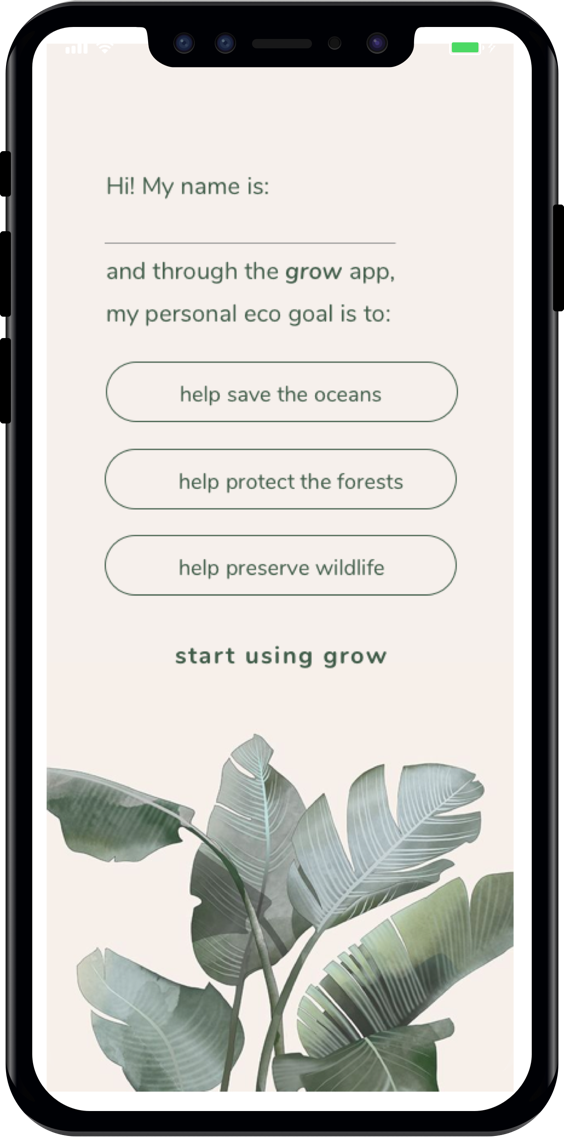 Hi! My name is:
and through the grow app,
my personal eco goal is to:
help save the oceans
help protect the forests
help preserve wildlife
start using grow